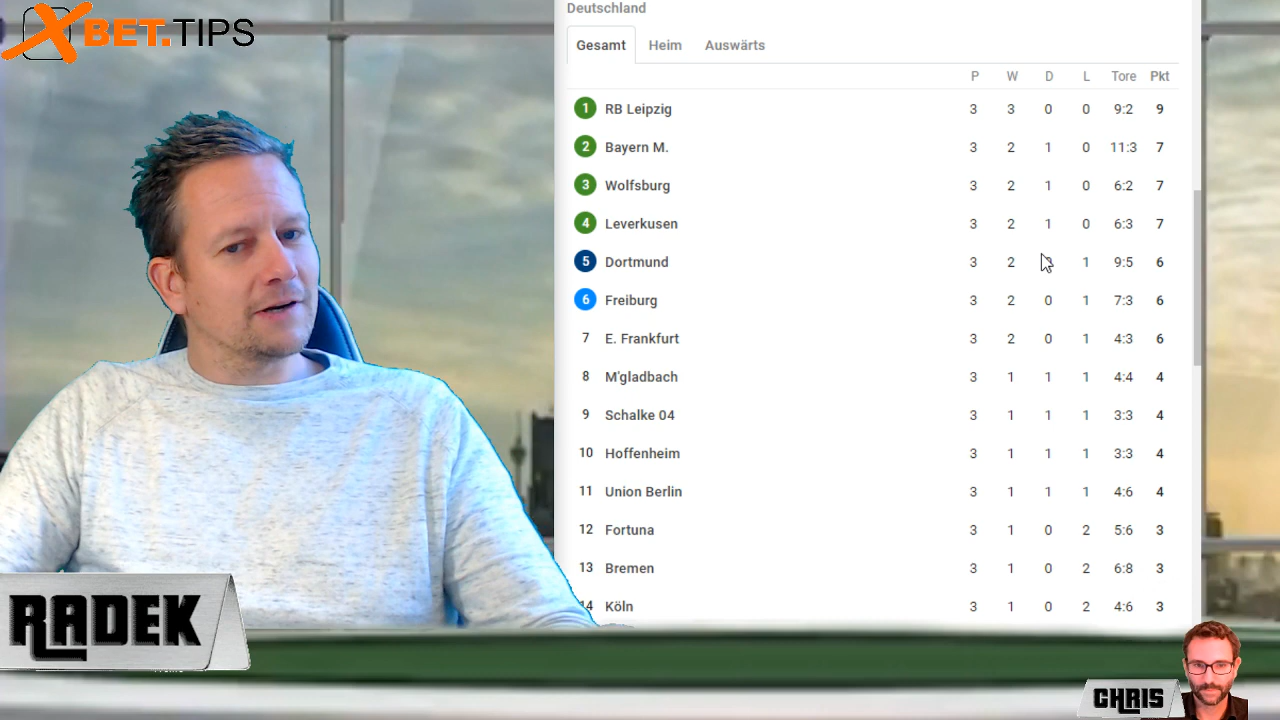 XBET.TIPS
Deutschland
Gesamt Heim Auswärts
P W D L Tore Pkt
1 RB Leipzig 3 3 0 0 9:2 9
2 Bayern M. 3 2 1 0 11:3 7
3 Wolfsburg 3 2 1 0 6:2 7
4 Leverkusen 3 2 1 0 6:3 7
5 Dortmund 3 2 1 9:5 6
6 Freiburg 3 2 0 1 7:3 6
7 E. Frankfurt 3 2 0 1 4:3 6
8 M'gladbach 3 1 1 1 4:4 4
9 Schalke 04 3 1 1 1 3:3 4
10 Hoffenheim 3 1 1 1 3:3 4
11 Union Berlin 3 1 1 1 4:6 4
12 Fortuna 3 1 0 2 5:6 3
13 Bremen 3 1 0 2 6:8 3
14 Köln 3 1 0 2 4:6 3
RADEK
CHRIS